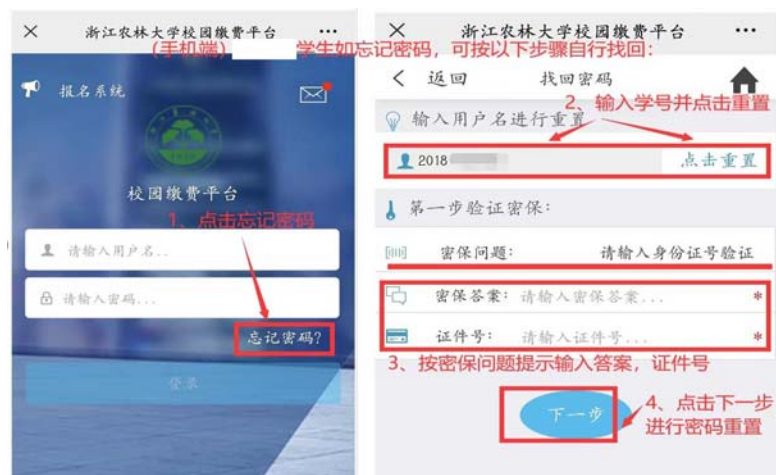 浙江农林大学校园缴费平台
(手机端)
学生如忘记密码，可按以下步骤自行找回：
报名系统
校园缴费平台
1、点击忘记密码
请输入用户名..
请输入密码...
忘记密码?
登录
浙江农林大学校园缴费平台
返回
找回密码
2、输入学号并点击重置
输入用户名进行重置
2018
点击重置
第一步验证密保：
密保问题：
请输入身份证号验证
密保答案：请输入密保答案... *
证件号：请输入证件号... *
3、按密保问题提示输入答案，证件号
下一步
4、点击下一步
进行密码重置